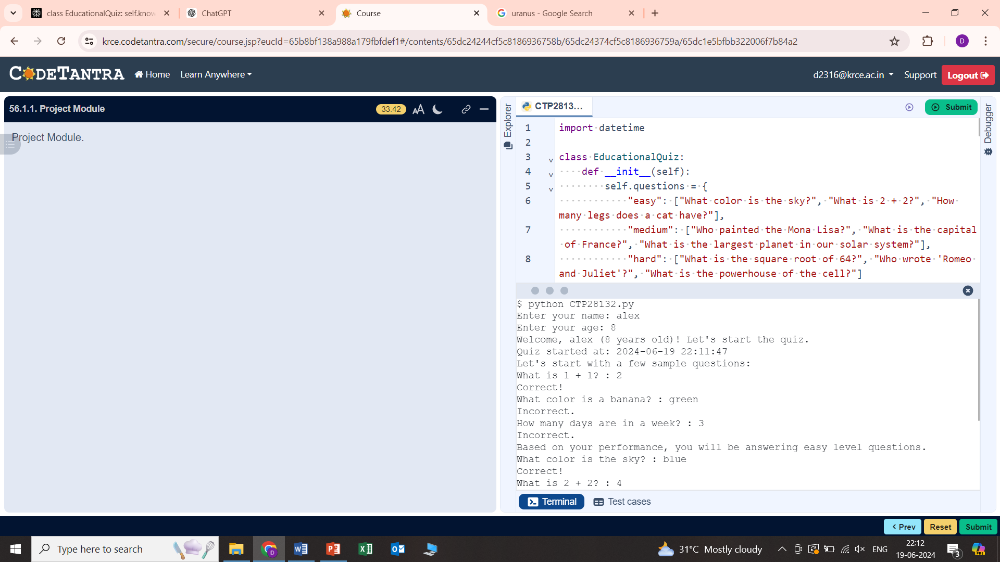 class EducationalQuiz: self.know
ChatGPT
Course
uranus - Google Search
krce.codetantra.com/secure/course.jsp?eucId=65b8bf138a988a179fbfdef1#/contents/65dc24244cf5c8186936758b/65dc24374cf5c8186936759a/65dc1e5bfbb322006f7b84a2
D
CODETANTRA
Home
Learn Anywhere
d2316@krce.ac.in
Support
Logout
56.1.1. Project Module
33:42
AA
Project Module.
Explorer
CTP2813...
Submit
Debugger
1 import datetime
2
3 class EducationalQuiz:
4 def __init__(self):
5 self.questions = {
6 "easy": ["What color is the sky?", "What is 2 + 2?", "How
many legs does a cat have?"],
7 "medium": ["Who painted the Mona Lisa?", "What is the capital
of France?", "What is the largest planet in our solar system?"],
8 "hard": ["What is the square root of 64?", "Who wrote 'Romeo
and Juliet'?", "What is the powerhouse of the cell?"]
$ python CTP28132.py
Enter your name: alex
Enter your age: 8
Welcome, alex (8 years old)! Let's start the quiz.
Quiz started at: 2024-06-19 22:11:47
Let's start with a few sample questions:
What is 1 + 1? : 2
Correct!
What color is a banana? : green
Incorrect.
How many days are in a week? : 3
Incorrect.
Based on your performance, you will be answering easy level questions.
What color is the sky? : blue
Correct!
What is 2 + 2? : 4
Terminal
Test cases
< Prev
Reset
Submit
Type here to search
31°C Mostly cloudy
ENG
22:12
19-06-2024
3
PRE